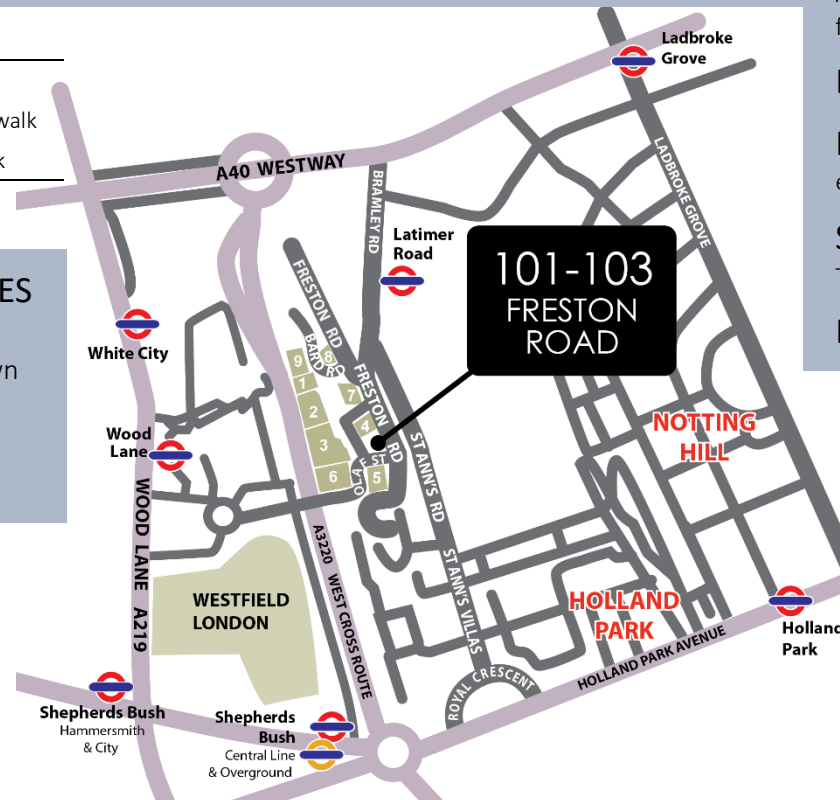 walk
k
ES
vn
Ladbroke
Grove
A40 WESTWAY
BRAMLEY RD
LADBROKE GROVE
Latimer
Road
101-103
FRESTON
ROAD
FRESTON RD
BARD RD
White City
9
8
1
7
2
FRESTON RD
4
3
OLAF ST
6
5
Wood
Lane
NOTTING
HILL
ST ANN'S RD
WOOD LANE A219
A3220 WEST CROSS ROUTE
ST ANN'S VILLAS
WESTFIELD
LONDON
HOLLAND
PARK
Holland
Park
HOLLAND PARK AVENUE
ROYAL CRESCENT
Shepherds Bush
Hammersmith
& City
Shepherds
Bush
Central Line
& Overground